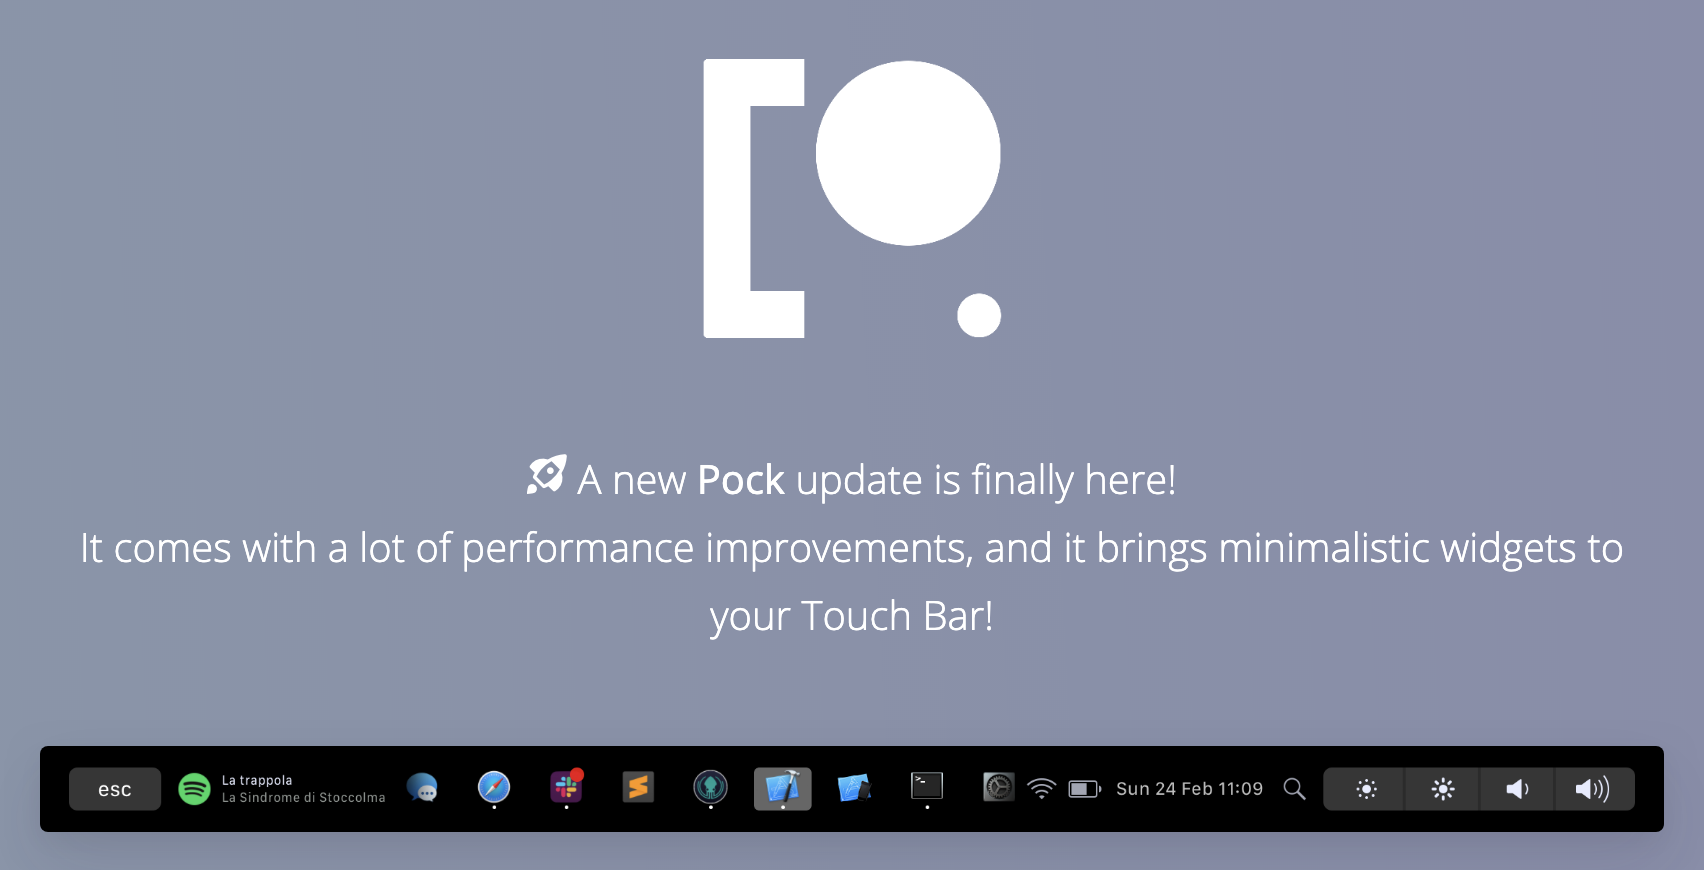 A new Pock update is finally here!
It comes with a lot of performance improvements, and it brings minimalistic widgets to
your Touch Bar!
esc
La trappola
La Sindrome di Stoccolma
>_
Sun 24 Feb 11:09